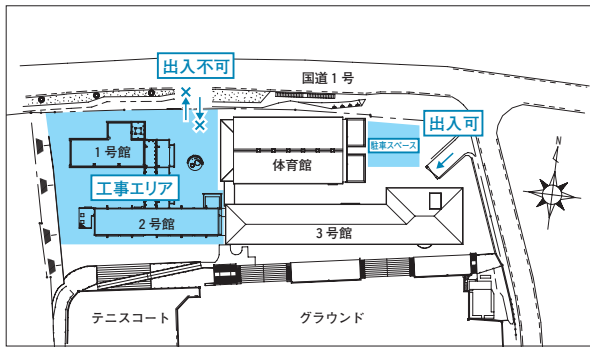 出入不可
国道1号
出入可
N
駐車スペース
1号館
体育館
工事エリア
2号館
3号館
テニスコート
グラウンド